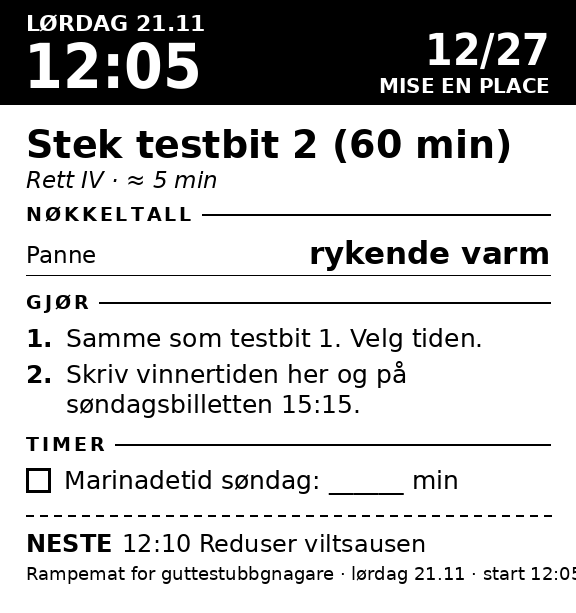 LØRDAG 21.11
12:05
12/27
MISE EN PLACE
Stek testbit 2 (60 min)
Rett IV · ≈ 5 min
NØKKELTALL
Panne rykende varm
GJØR
1. Samme som testbit 1. Velg tiden.
2. Skriv vinnertiden her og på
søndagsbilletten 15:15.
TIMER
☐ Marinadetid søndag: ______ min
NESTE 12:10 Reduser viltsausen
Rampemat for guttestubbgnagare · lørdag 21.11 · start 12:05